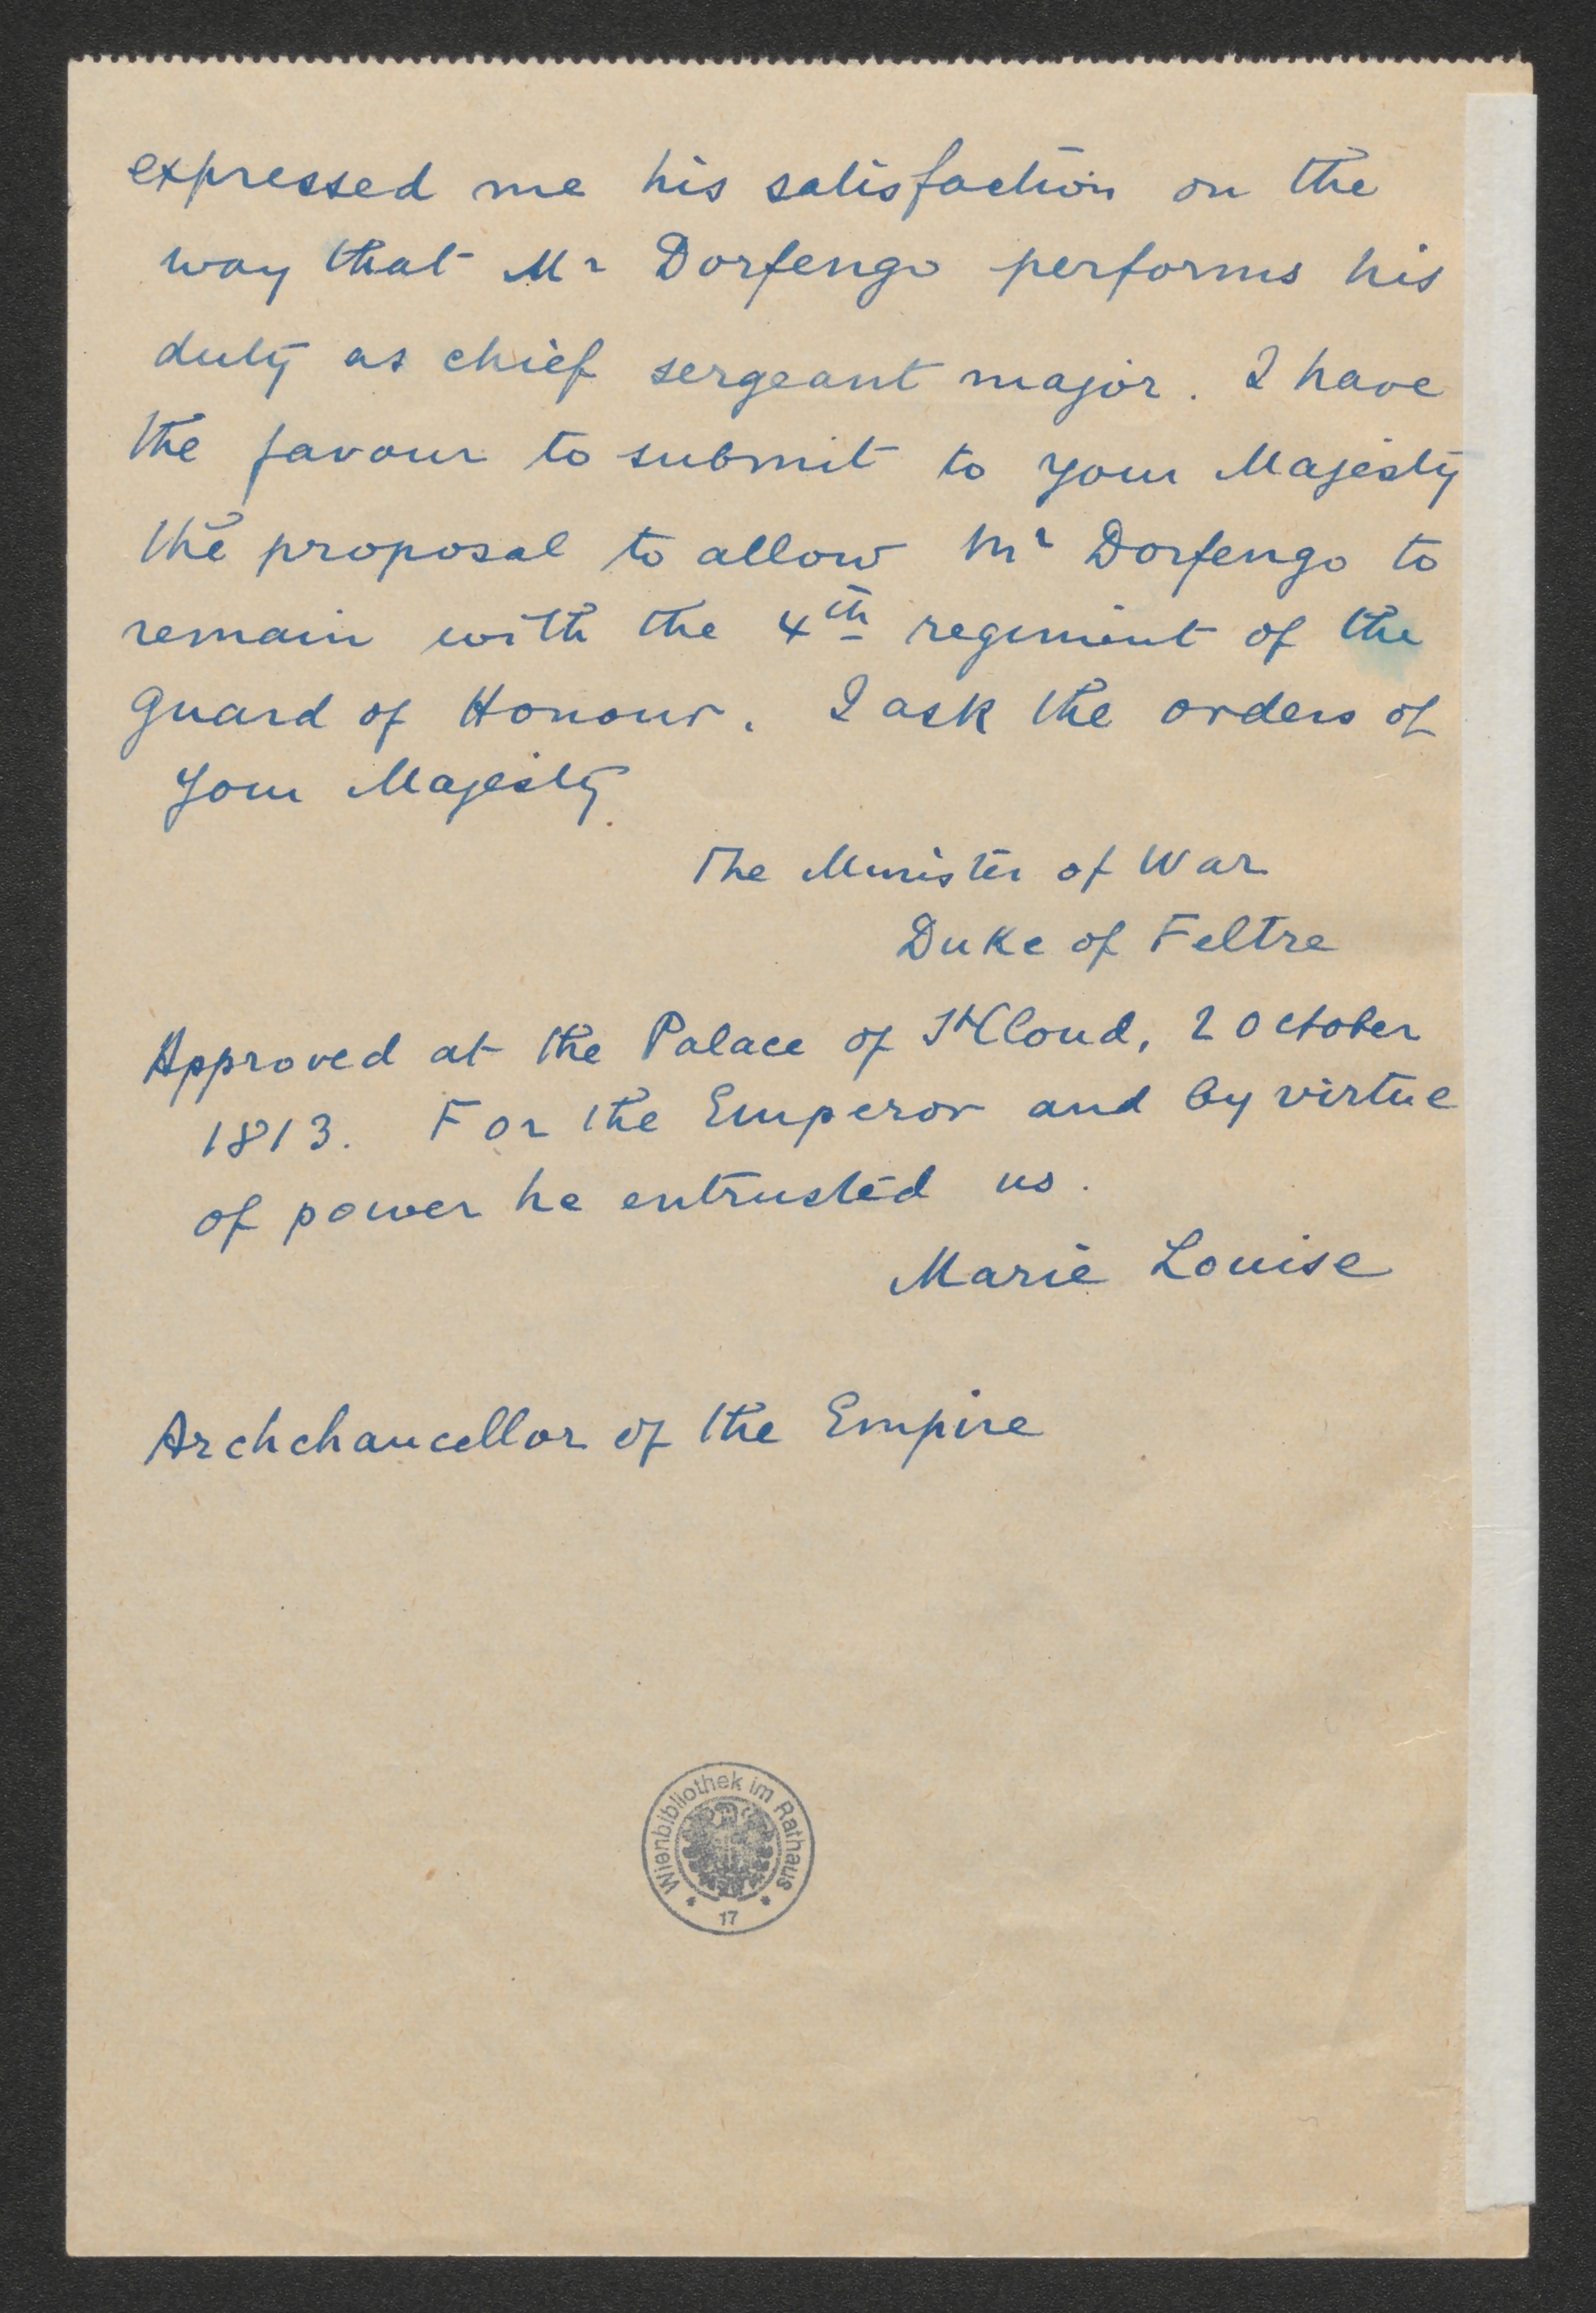 expressed me his satisfaction on the
way that Mr Dorfengo performs his
duty as chief sergeant major. I have
the favour to submit to your Majesty
the proposal to allow Mr Dorfengo to
remain with the 4th regiment of the
guard of Honour. I ask the orders of
your Majesty.
The Minister of War
Duke of Feltre
Approved at the Palace of St Cloud, 2 October
1813. For the Emperor and by virtue
of power he entrusted us.
Marie Louise
Archchancellor of the Empire
Wienbibliothek im Rathaus
* 17 *